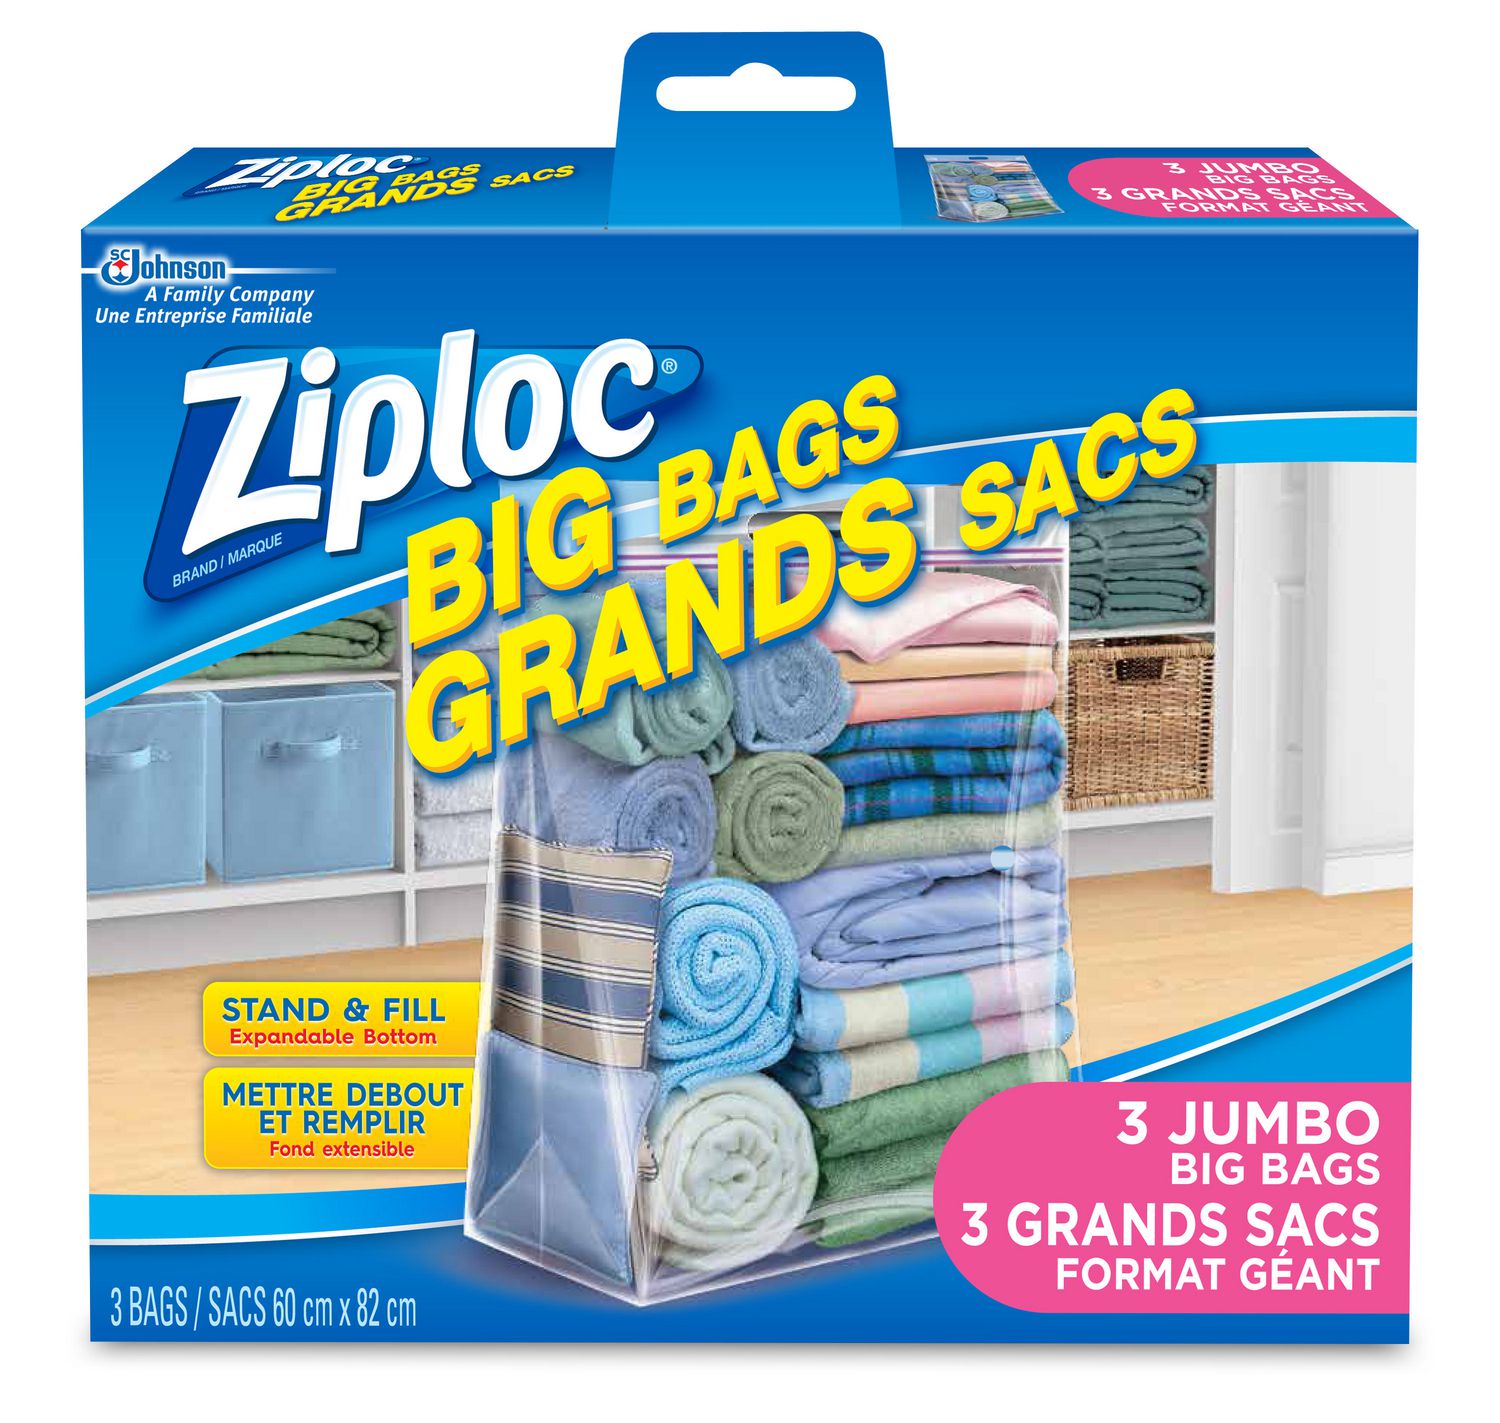 Ziploc®
BRAND / MARQUE
BIG BAGS
GRANDS SACS
3 JUMBO
BIG BAGS
3 GRANDS SACS
FORMAT GÉANT
SC Johnson
A Family Company
Une Entreprise Familiale
Ziploc®
BRAND / MARQUE
BIG BAGS
GRANDS SACS
STAND & FILL
Expandable Bottom
METTRE DEBOUT
ET REMPLIR
Fond extensible
3 JUMBO
BIG BAGS
3 GRANDS SACS
FORMAT GÉANT
3 BAGS / SACS 60 cm x 82 cm